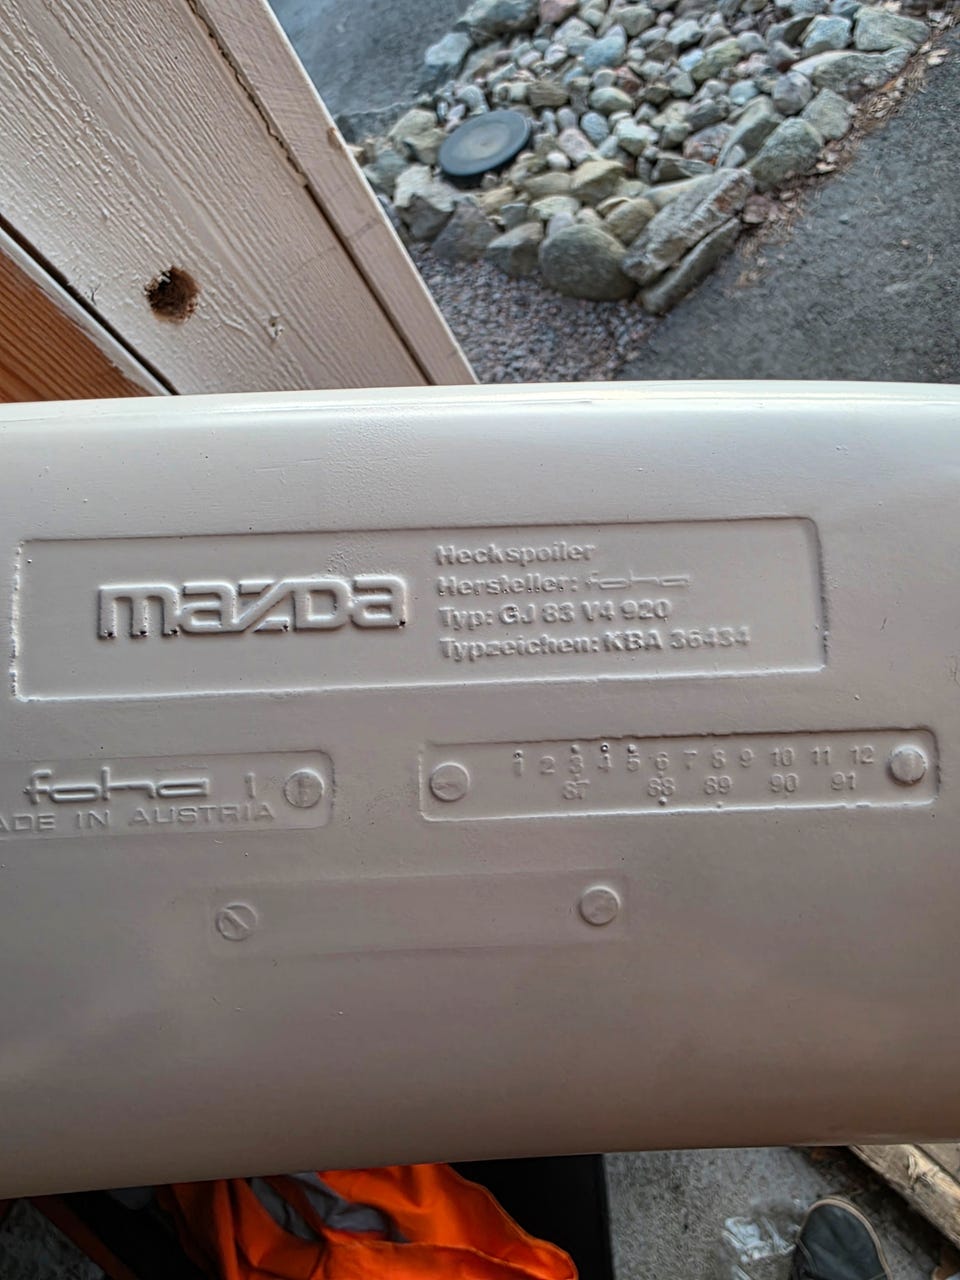 mazda
Heckspoiler
Hersteller: foha
Typ: GJ 83 V4 920
Typzeichen: KBA 36434
foha 1
ADE IN AUSTRIA
1 2 3 4 5 6 7 8 9 10 11 12
87 88 89 90 91